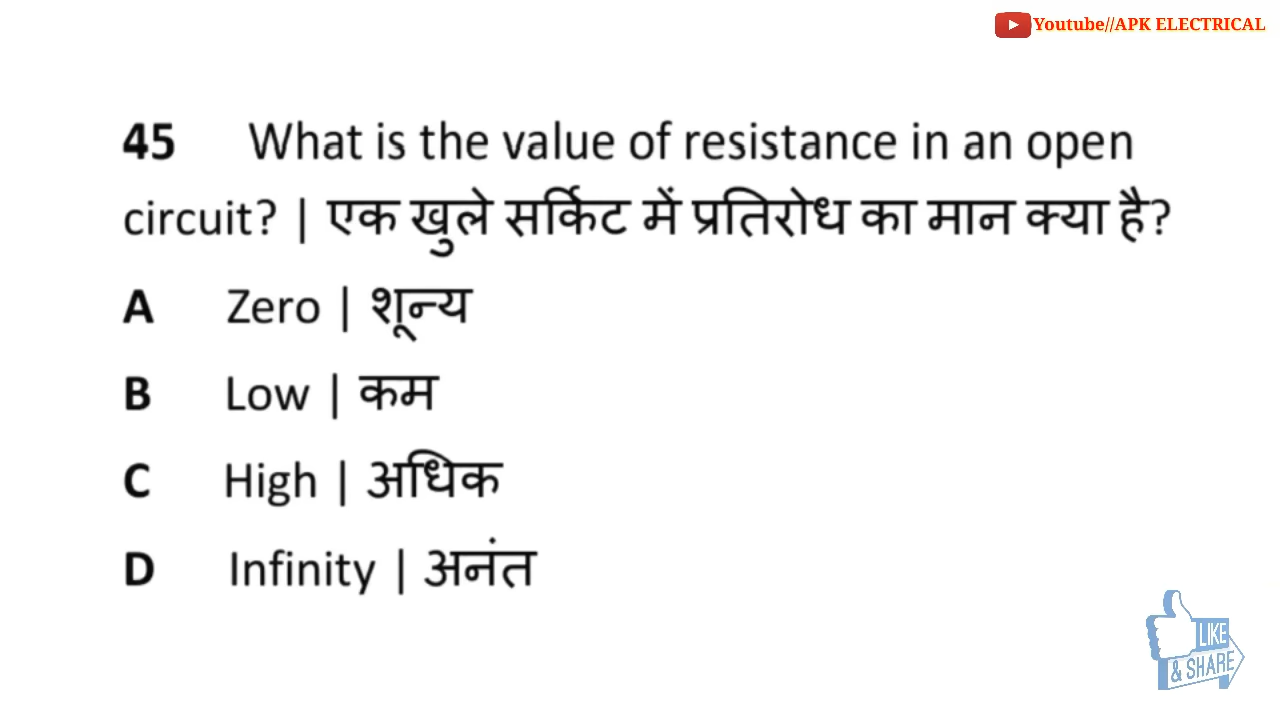 Youtube//APK ELECTRICAL
45 What is the value of resistance in an open
circuit? | एक खुले सर्किट में प्रतिरोध का मान क्या है?
A Zero | शून्य
B Low | कम
C High | अधिक
D Infinity | अनंत
LIKE
& SHARE